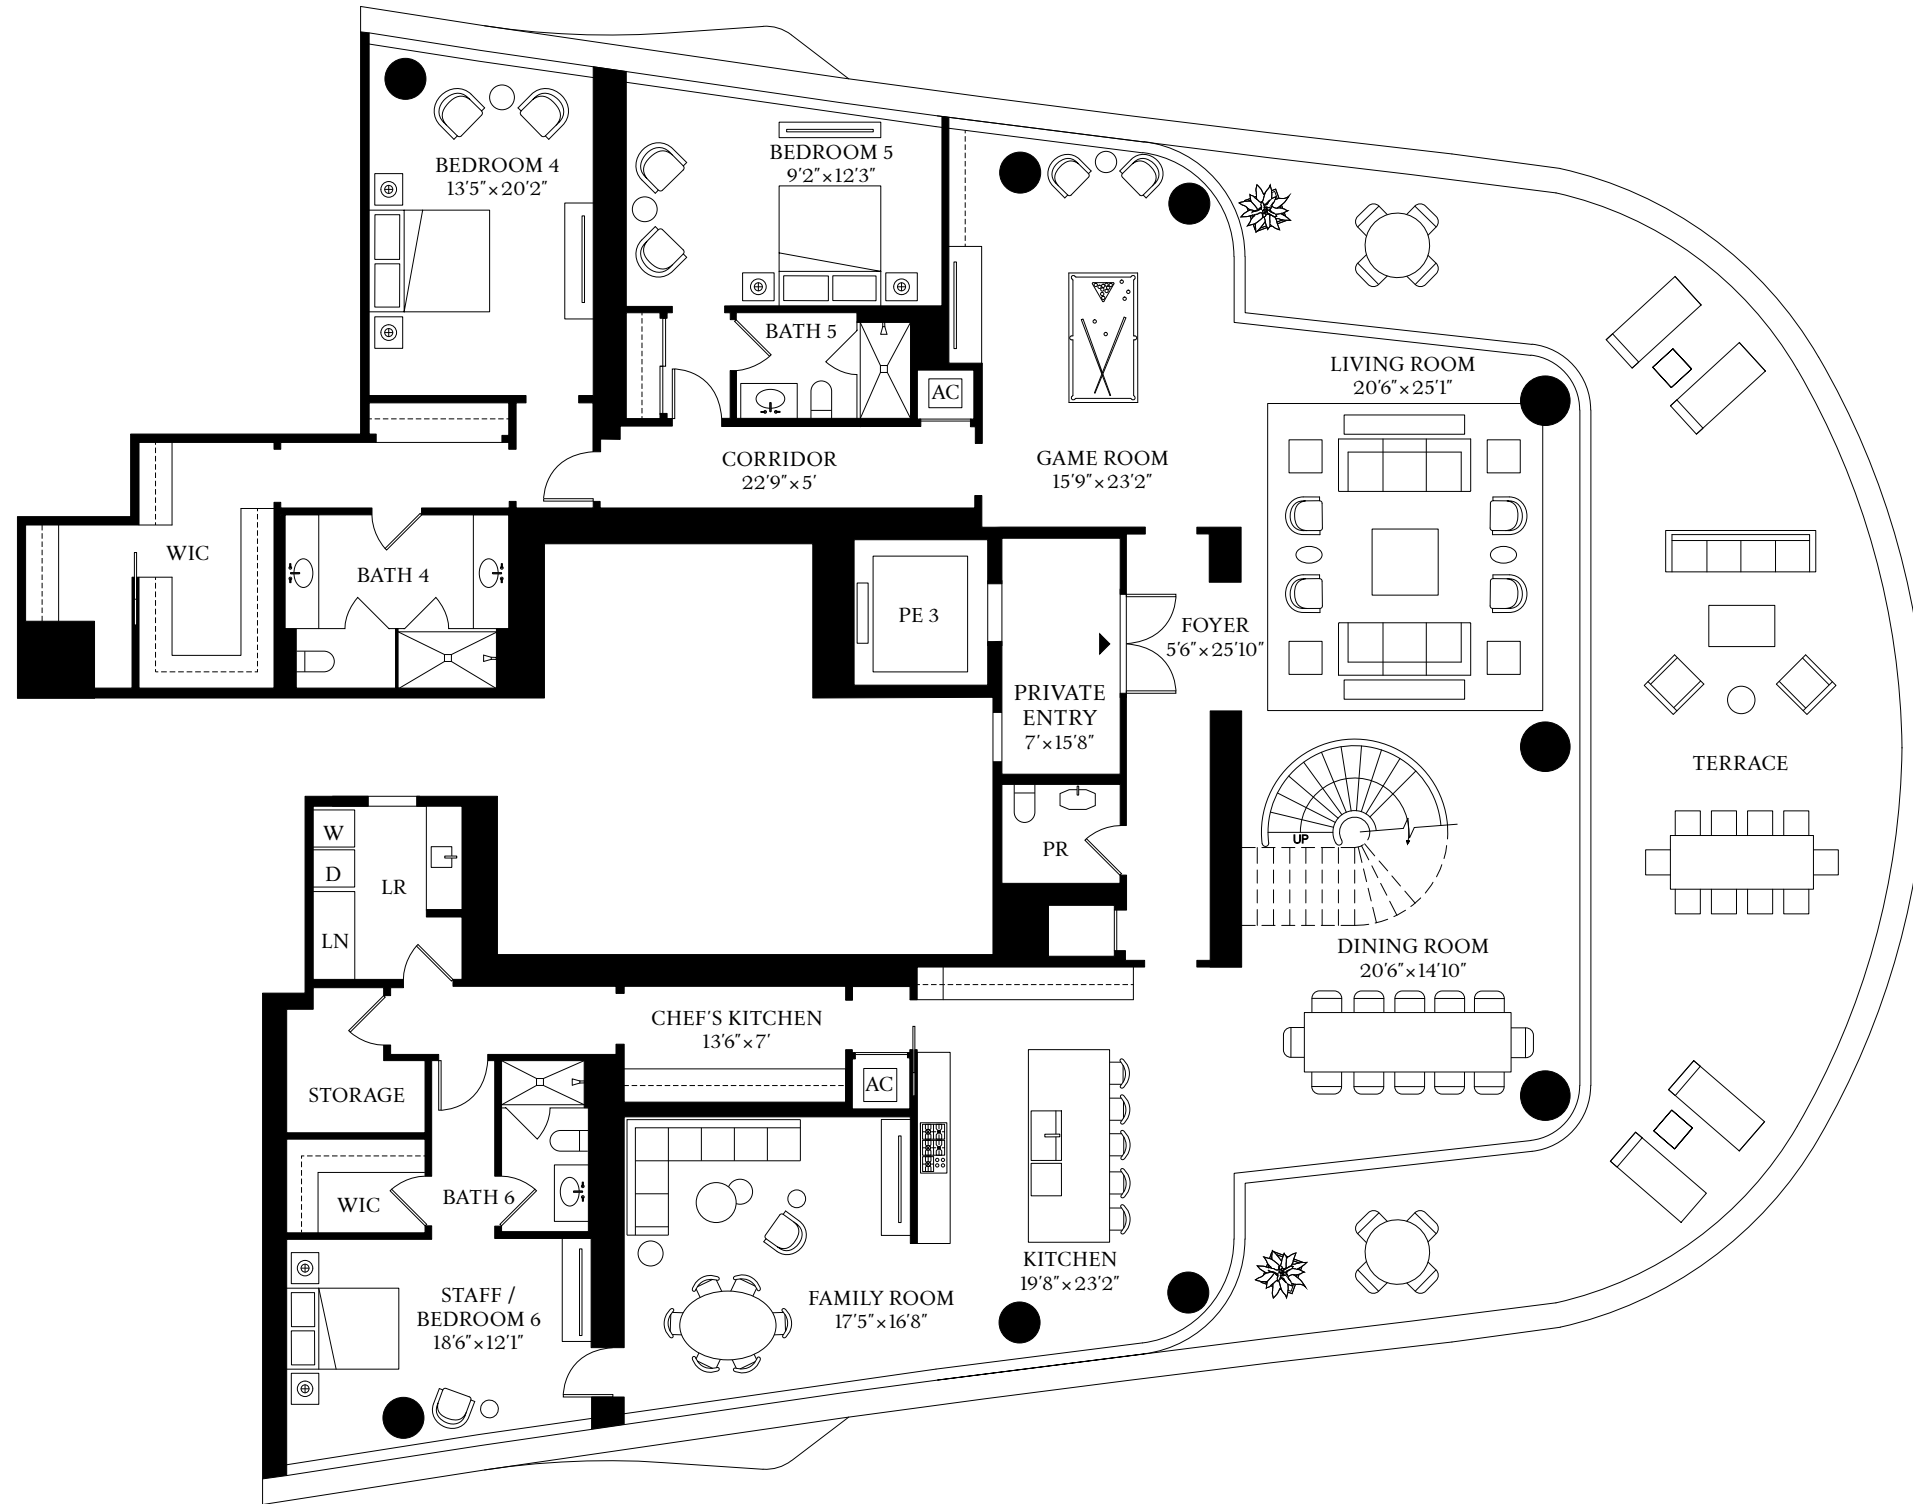 BEDROOM 4
13'5"×20'2"
BEDROOM 5
9'2"×12'3"
BATH 5
AC
LIVING ROOM
20'6"×25'1"
CORRIDOR
22'9"×5'
GAME ROOM
15'9"×23'2"
WIC
BATH 4
PE 3
FOYER
5'6"×25'10"
PRIVATE
ENTRY
7'×15'8"
TERRACE
W
D
LR
LN
PR
UP
DINING ROOM
20'6"×14'10"
CHEF'S KITCHEN
13'6"×7'
AC
STORAGE
WIC
BATH 6
KITCHEN
19'8"×23'2"
STAFF /
BEDROOM 6
18'6"×12'1"
FAMILY ROOM
17'5"×16'8"